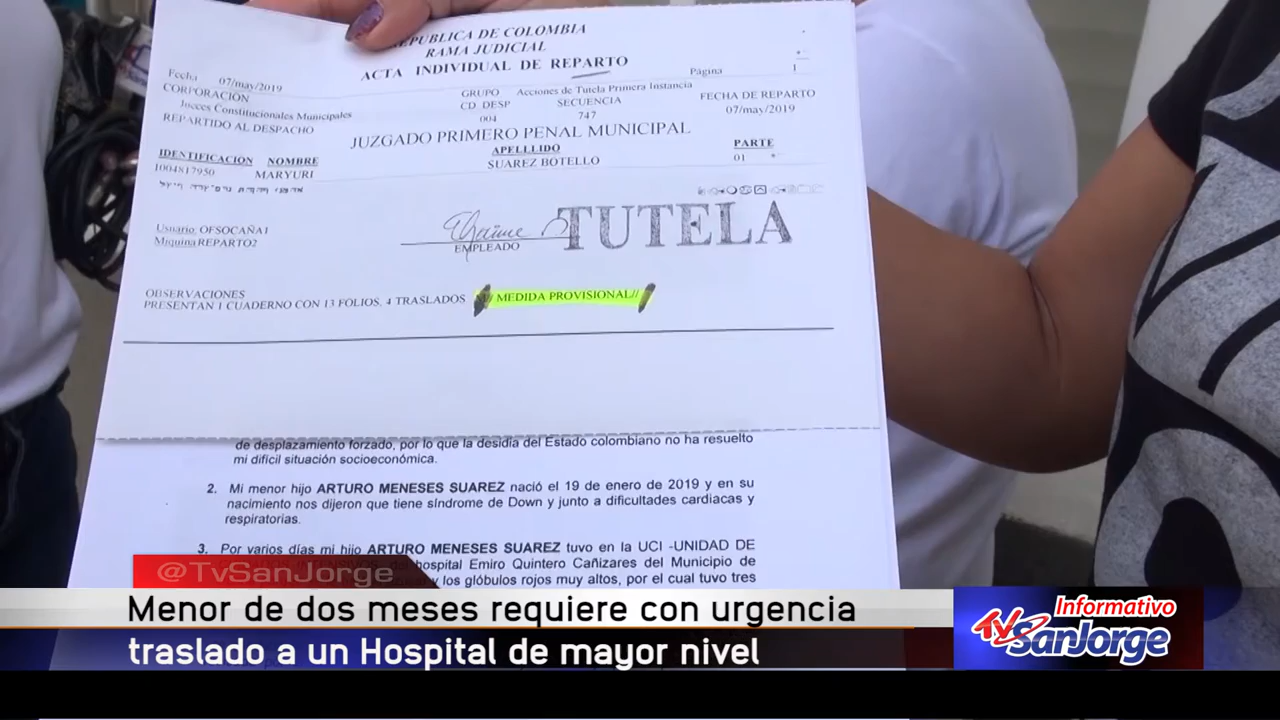 REPUBLICA DE COLOMBIA
RAMA JUDICIAL
ACTA INDIVIDUAL DE REPARTO
Fecha 07/may/2019
Página 1
CORPORACIÓN
GRUPO Acciones de Tutela Primera Instancia
Jueces Constitucionales Municipales
CD. DESP SECUENCIA FECHA DE REPARTO
REPARTIDO AL DESPACHO
004 747 07/may/2019
JUZGADO PRIMERO PENAL MUNICIPAL
IDENTIFICACION NOMBRE APELLLIDO PARTE
1004817950 MARYURI SUAREZ BOTELLO 01
Usuario: OFSOCAÑA1
Máquina REPARTO2
EMPLEADO
TUTELA
OBSERVACIONES
PRESENTAN 1 CUADERNO CON 13 FOLIOS, 4 TRASLADOS // MEDIDA PROVISIONAL//
de desplazamiento forzado, por lo que la desidia del Estado colombiano no ha resuelto
mi dificil situación socioeconómica.
2. Mi menor hijo ARTURO MENESES SUAREZ nació el 19 de enero de 2019 y en su
nacimiento nos dijeron que tiene síndrome de Down y junto a dificultades cardiacas y
respiratorias.
3. Por varios días mi hijo ARTURO MENESES SUAREZ tuvo en la UCI -UNIDAD DE
hospital Emiro Quintero Cañizares del Municipio de
y los glóbulos rojos muy altos, por el cual tuvo tres
@TvSanJorge
Menor de dos meses requiere con urgencia
traslado a un Hospital de mayor nivel
Informativo
TV SanJorge